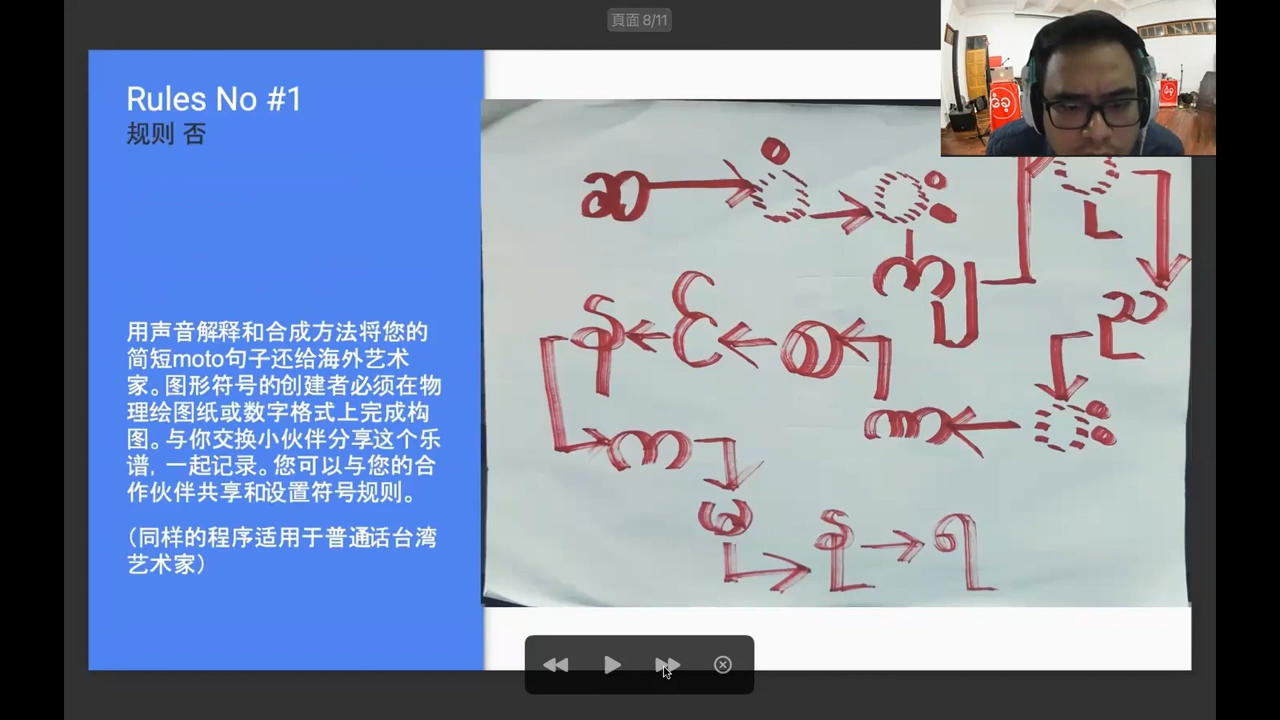 頁面 8/11
Rules No #1
规则 否
用声音解释和合成方法将您的
简短moto句子还给海外艺术
家。图形符号的创建者必须在物
理绘图纸或数字格式上完成构
图。与你交换小伙伴分享这个乐
谱，一起记录。您可以与您的合
作伙伴共享和设置符号规则。
（同样的程序适用于普通话台湾
艺术家）
ဆ ံ း
ကျ ု
ည
း
က